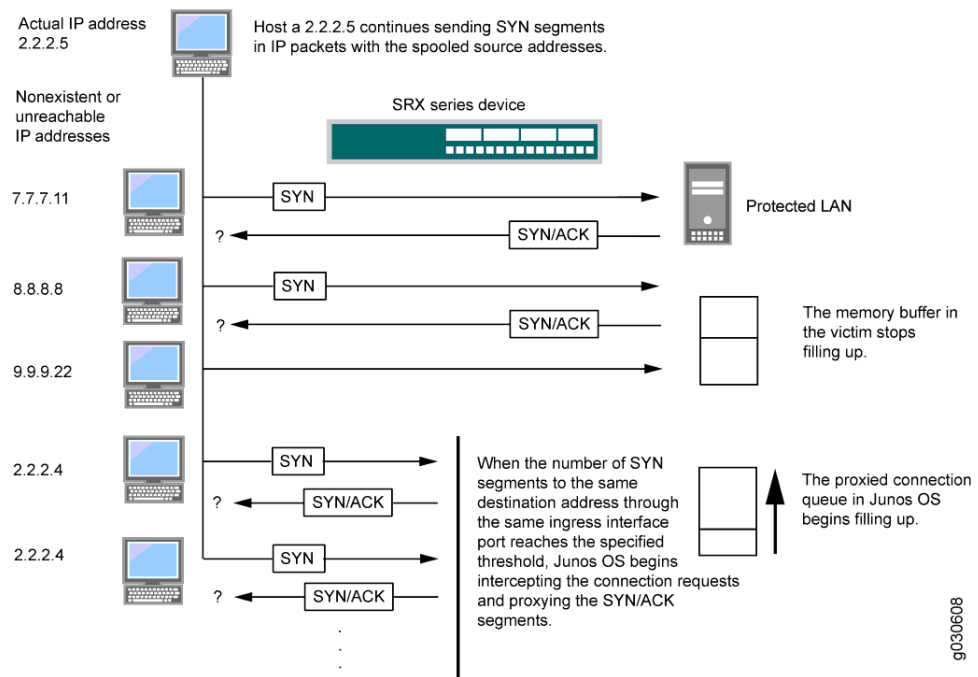 Actual IP address
2.2.2.5
Host a 2.2.2.5 continues sending SYN segments
in IP packets with the spooled source addresses.
Nonexistent or
unreachable
IP addresses
SRX series device
7.7.7.11
SYN
Protected LAN
?
SYN/ACK
8.8.8.8
SYN
?
SYN/ACK
The memory buffer in
the victim stops
filling up.
9.9.9.22
2.2.2.4
SYN
?
SYN/ACK
When the number of SYN
segments to the same
destination address through
the same ingress interface
port reaches the specified
threshold, Junos OS begins
intercepting the connection requests
and proxying the SYN/ACK
segments.
The proxied connection
queue in Junos OS
begins filling up.
2.2.2.4
SYN
?
SYN/ACK
g030608